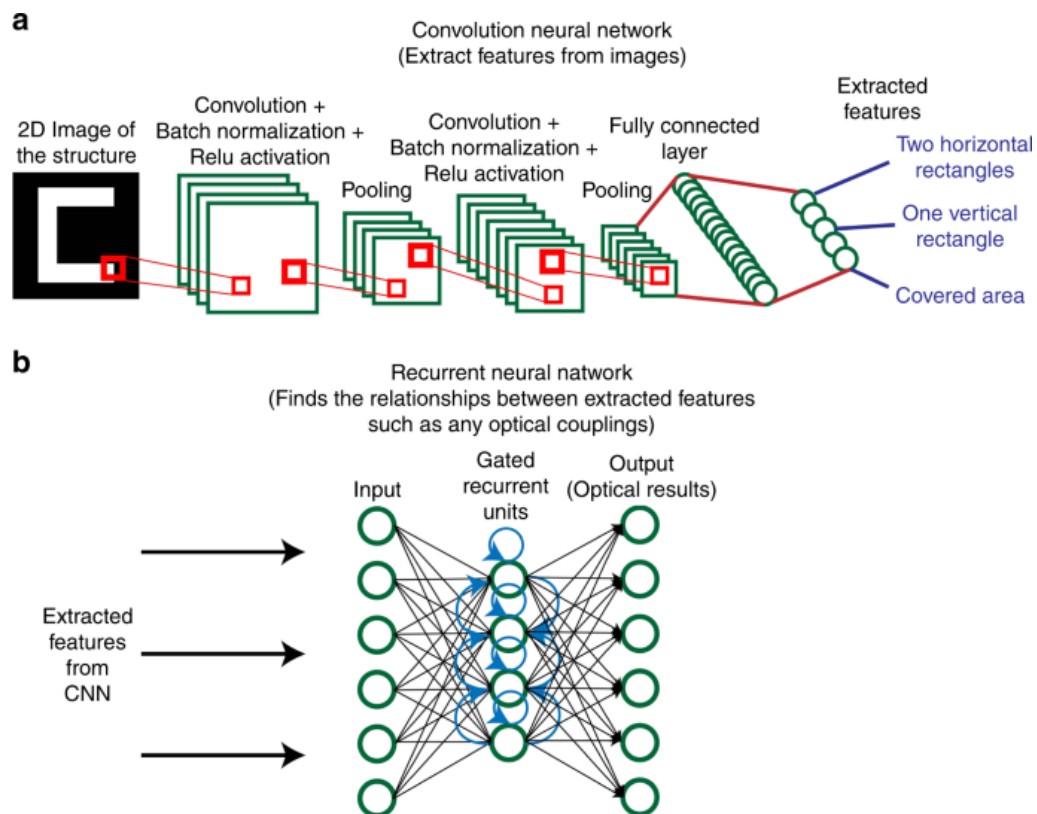 a
Convolution neural network
(Extract features from images)
2D Image of
the structure
Convolution +
Batch normalization +
Relu activation
Pooling
Convolution +
Batch normalization +
Relu activation
Pooling
Fully connected
layer
Extracted
features
Two horizontal
rectangles
One vertical
rectangle
Covered area
b
Recurrent neural natwork
(Finds the relationships between extracted features
such as any optical couplings)
Extracted
features
from
CNN
Input
Gated
recurrent
units
Output
(Optical results)